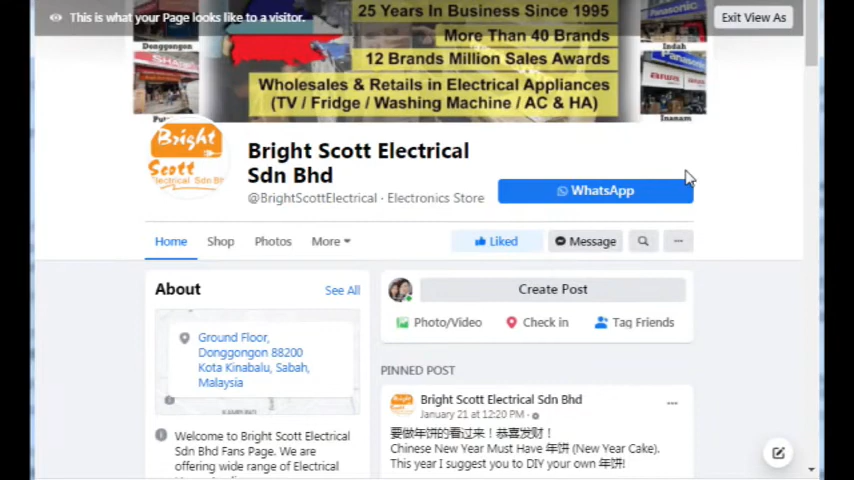 This is what your Page looks like to a visitor.
Exit View As
25 Years In Business Since 1995
More Than 40 Brands
12 Brands Million Sales Awards
Wholesales & Retails in Electrical Appliances
(TV / Fridge / Washing Machine / AC & HA)
Donggongon
Indah
SHARP
Panasonic
Panasonic
aiwa
Inanam
Bright
Scott
Electrical, Sdn Bhd
Bright Scott Electrical
Sdn Bhd
@BrightScottElectrical · Electronics Store
WhatsApp
Home
Shop
Photos
More
Liked
Message
About
See All
Ground Floor,
Donggongon 88200
Kota Kinabalu, Sabah,
Malaysia
Welcome to Bright Scott Electrical
Sdn Bhd Fans Page. We are
offering wide range of Electrical
Create Post
Photo/Video
Check in
Tag Friends
PINNED POST
Bright Scott Electrical Sdn Bhd
January 21 at 12:20 PM ·
要做年饼的看过来！恭喜发财！
Chinese New Year Must Have 年饼 (New Year Cake).
This year I suggest you to DIY your own 年饼!